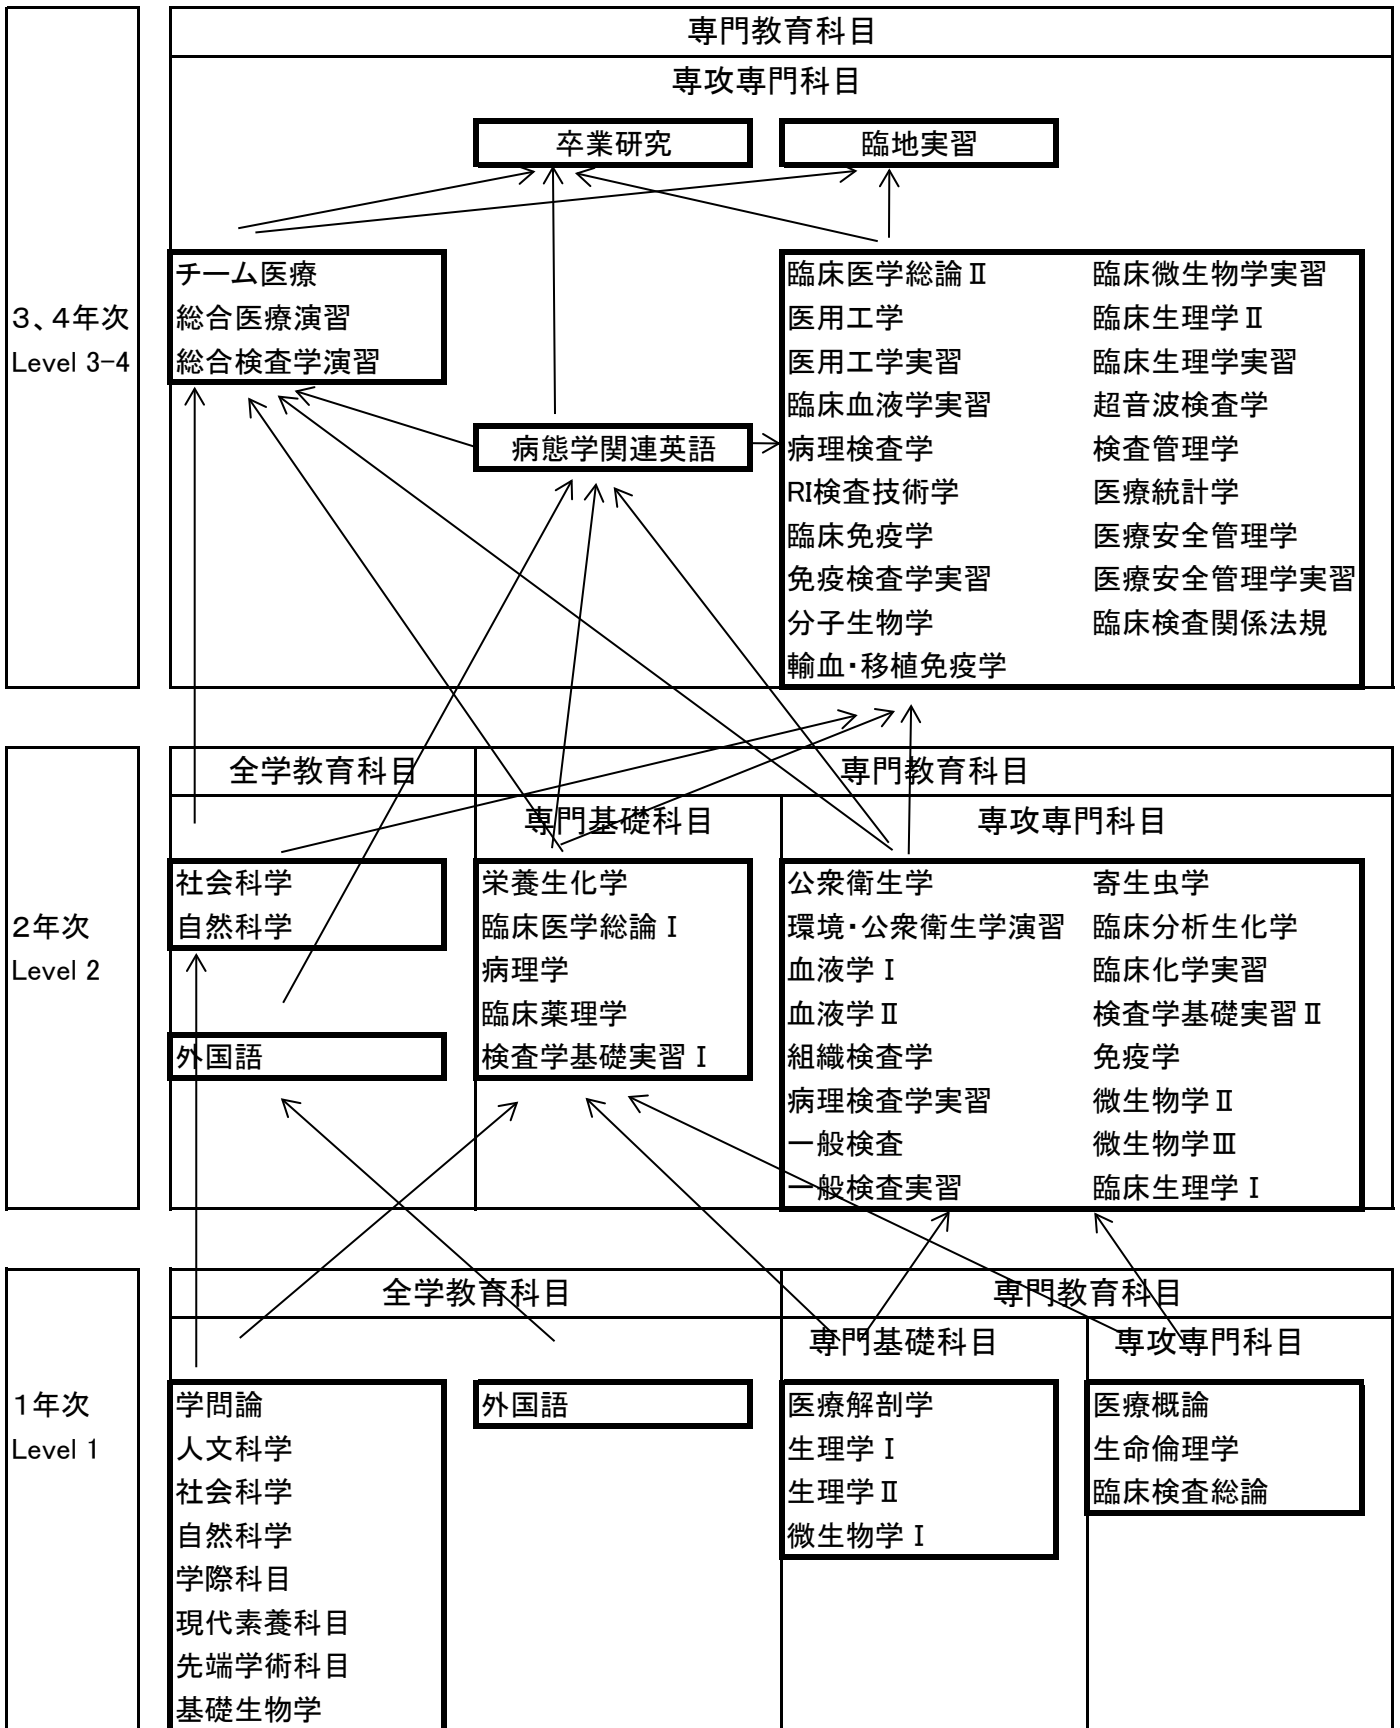 専門教育科目
専攻専門科目
卒業研究
臨地実習
3、4年次
Level 3-4
チーム医療
総合医療演習
総合検査学演習
病態学関連英語
臨床医学総論Ⅱ
医用工学
医用工学実習
臨床血液学実習
病理検査学
RI検査技術学
臨床免疫学
免疫検査学実習
分子生物学
輸血・移植免疫学
臨床微生物学実習
臨床生理学Ⅱ
臨床生理学実習
超音波検査学
検査管理学
医療統計学
医療安全管理学
医療安全管理学実習
臨床検査関係法規
2年次
Level 2
全学教育科目
専門教育科目
専門基礎科目
専攻専門科目
社会科学
自然科学
外国語
栄養生化学
臨床医学総論Ⅰ
病理学
臨床薬理学
検査学基礎実習Ⅰ
公衆衛生学
環境・公衆衛生学演習
血液学Ⅰ
血液学Ⅱ
組織検査学
病理検査学実習
一般検査
一般検査実習
寄生虫学
臨床分析生化学
臨床化学実習
検査学基礎実習Ⅱ
免疫学
微生物学Ⅱ
微生物学Ⅲ
臨床生理学Ⅰ
1年次
Level 1
全学教育科目
専門教育科目
専門基礎科目
専攻専門科目
学問論
人文科学
社会科学
自然科学
学際科目
現代素養科目
先端学術科目
基礎生物学
外国語
医療解剖学
生理学Ⅰ
生理学Ⅱ
微生物学Ⅰ
医療概論
生命倫理学
臨床検査総論